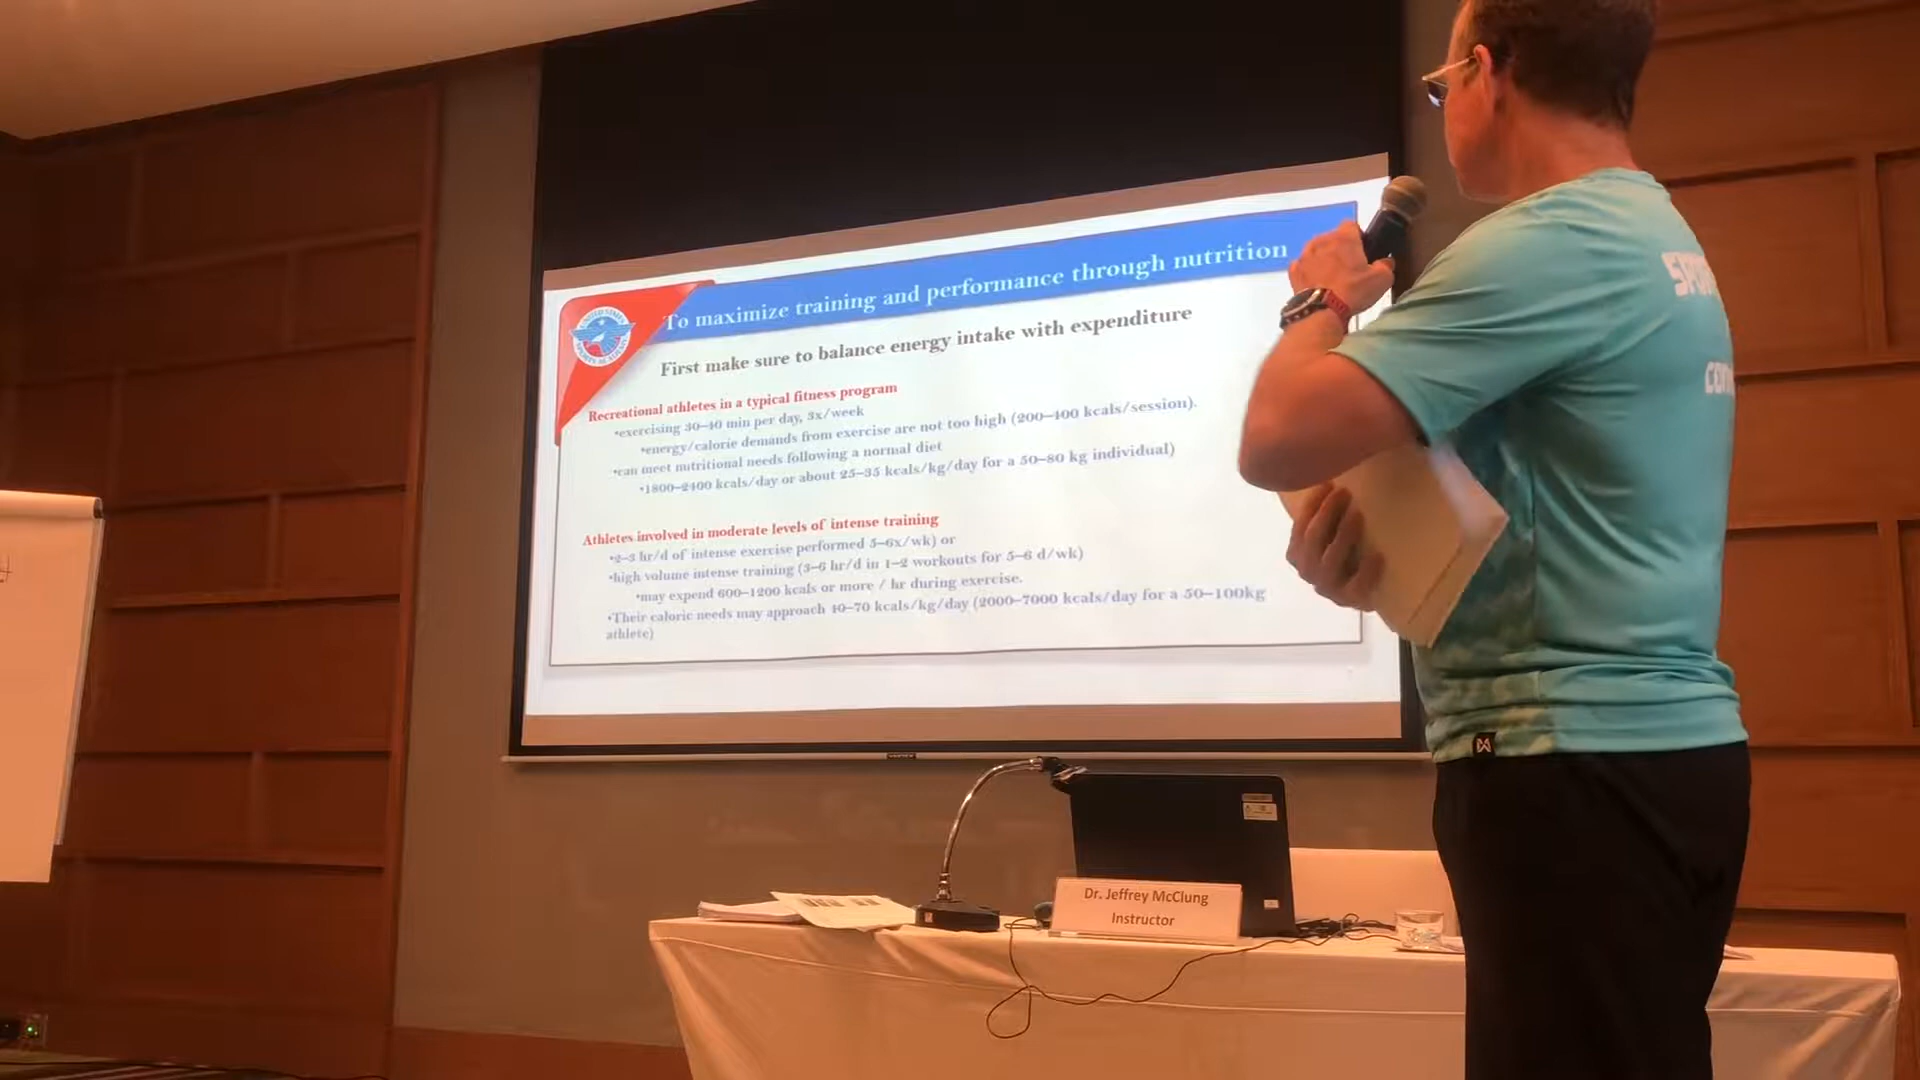 To maximize training and performance through nutrition
First make sure to balance energy intake with expenditure
Recreational athletes in a typical fitness program
•exercising 30–40 min per day, 3x/week
•energy/calorie demands from exercise are not too high (200–400 kcals/session).
•can meet nutritional needs following a normal diet
•1800–2400 kcals/day or about 25–35 kcals/kg/day for a 50–80 kg individual)
Athletes involved in moderate levels of intense training
•2–3 hr/d of intense exercise performed 5–6x/wk) or
•high volume intense training (3–6 hr/d in 1–2 workouts for 5–6 d/wk)
•may expend 600–1200 kcals or more / hr during exercise.
•Their caloric needs may approach 40–70 kcals/kg/day (2000–7000 kcals/day for a 50–100kg
athlete)
UNITED STATES
SPORTS ACADEMY
Dr. Jeffrey McClung
Instructor